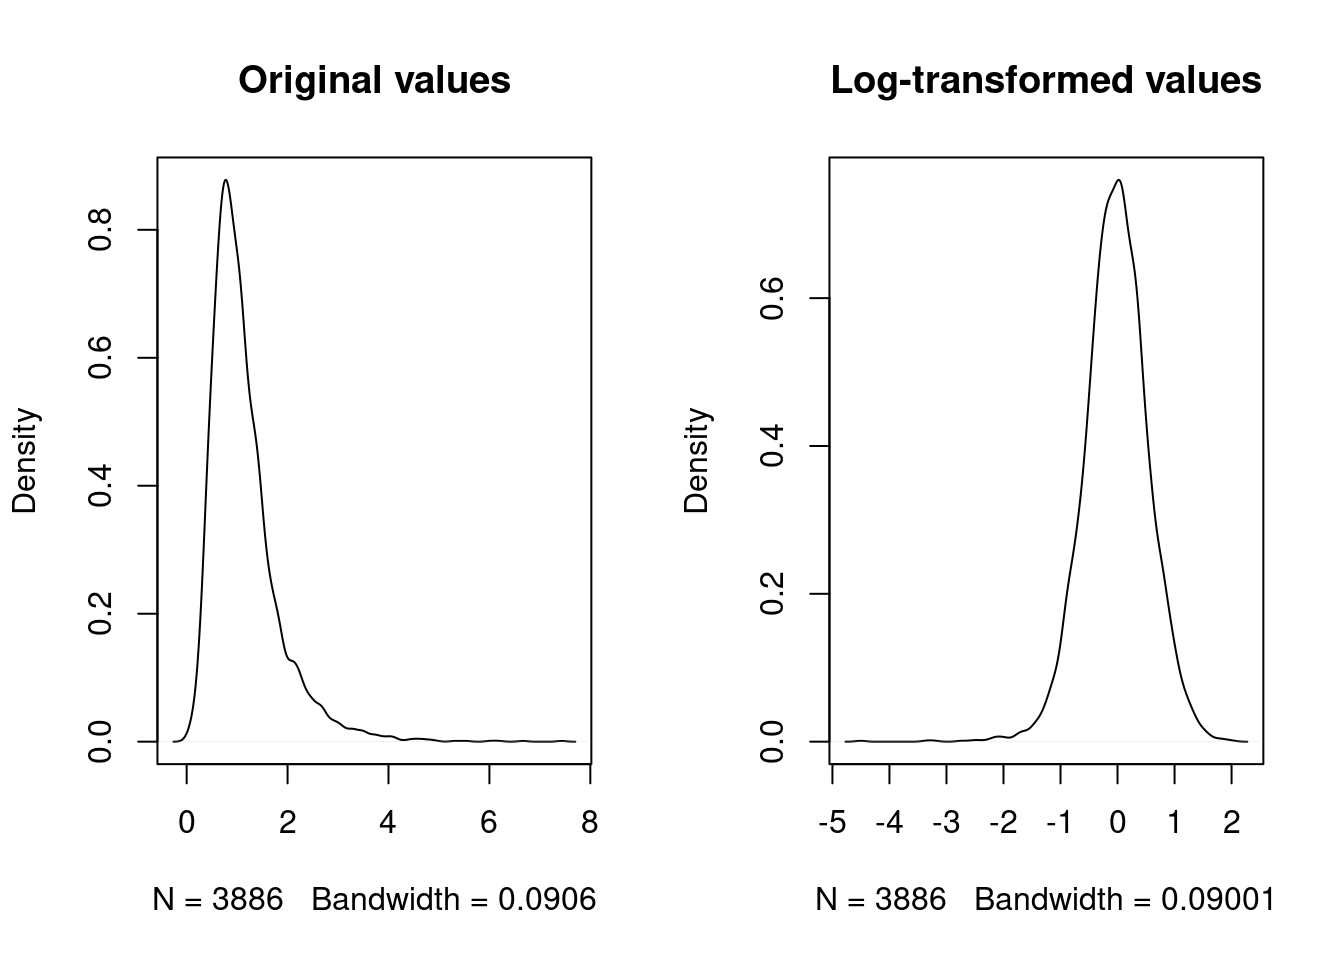 Original values
Density
0.0 0.2 0.4 0.6 0.8
0 2 4 6 8
N = 3886 Bandwidth = 0.0906
Log-transformed values
Density
0.0 0.2 0.4 0.6
-5 -4 -3 -2 -1 0 1 2
N = 3886 Bandwidth = 0.09001